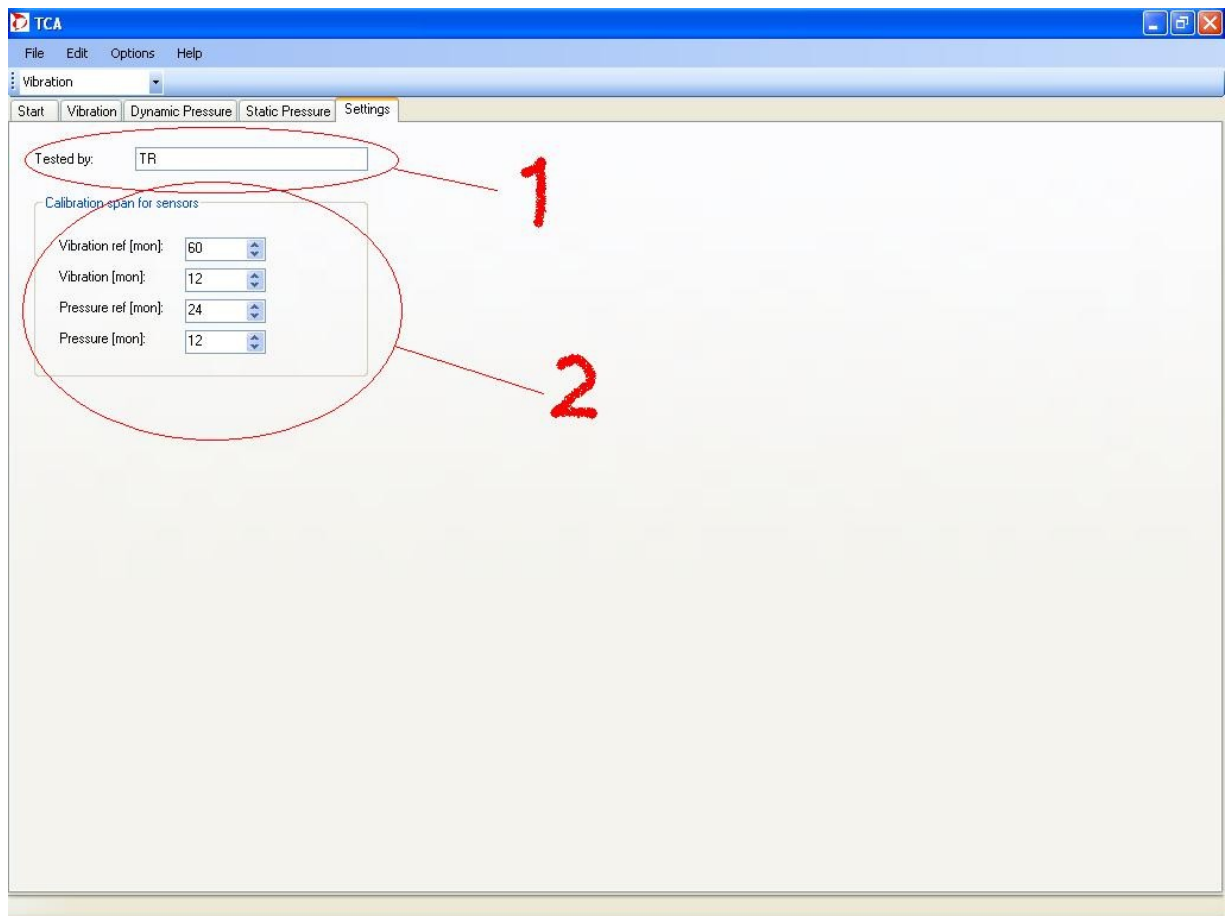 TCA
File Edit Options Help
Vibration
Start Vibration Dynamic Pressure Static Pressure Settings
Tested by: TR
1
Calibration span for sensors
Vibration ref [mon]: 60
Vibration [mon]: 12
Pressure ref [mon]: 24
Pressure [mon]: 12
2